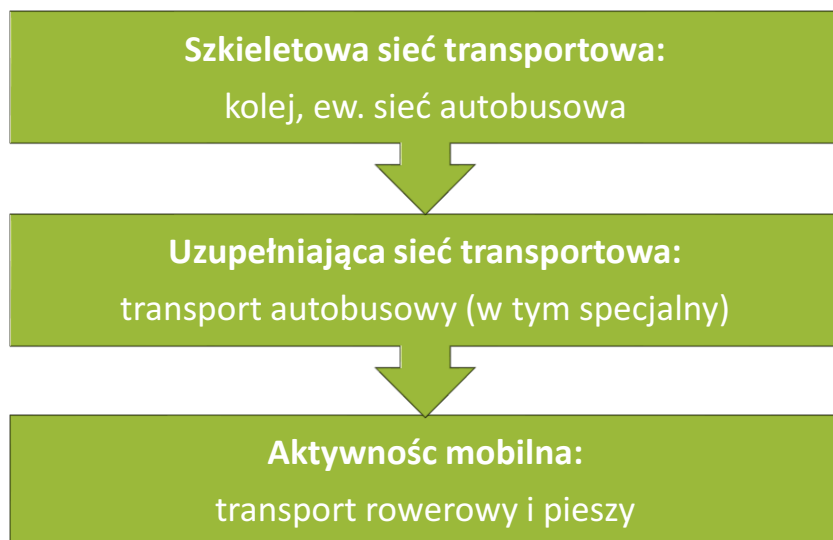 Szkieletowa sieć transportowa:
kolej, ew. sieć autobusowa
Uzupełniająca sieć transportowa:
transport autobusowy (w tym specjalny)
Aktywnośc mobilna:
transport rowerowy i pieszy